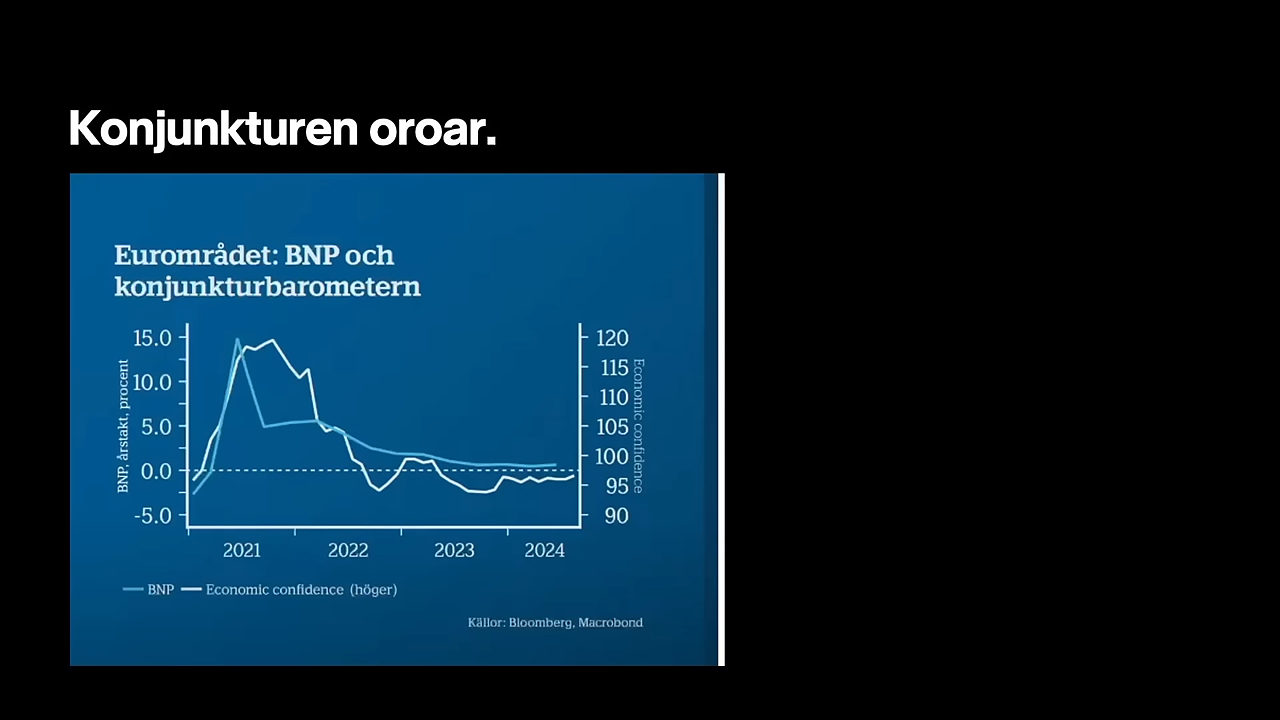 Konjunkturen oroar.
Eurområdet: BNP och
konjunkturbarometern
BNP, årstakt, procent
15.0
10.0
5.0
0.0
-5.0
120
115
110
105
100
95
90
Economic confidence
2021 2022 2023 2024
BNP Economic confidence (höger)
Källor: Bloomberg, Macrobond